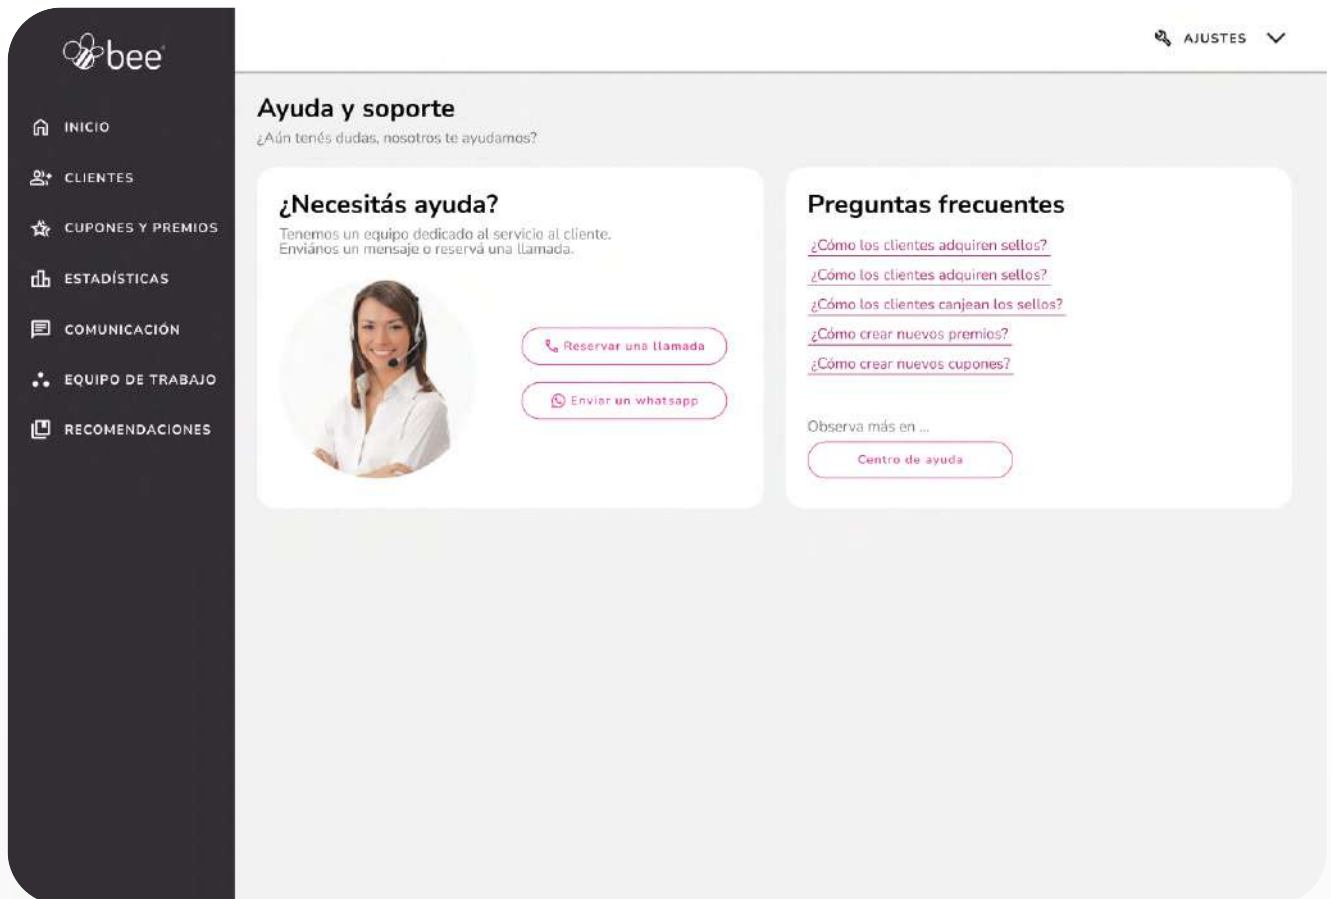 bee
AJUSTES
INICIO
CLIENTES
CUPONES Y PREMIOS
ESTADÍSTICAS
COMUNICACIÓN
EQUIPO DE TRABAJO
RECOMENDACIONES
Ayuda y soporte
¿Aún tenés dudas, nosotros te ayudamos?
¿Necesitás ayuda?
Tenemos un equipo dedicado al servicio al cliente.
Enviános un mensaje o reservá una llamada.
Reservar una llamada
Enviar un whatsapp
Preguntas frecuentes
¿Cómo los clientes adquiren sellos?
¿Cómo los clientes adquiren sellos?
¿Cómo los clientes canjean los sellos?
¿Cómo crear nuevos premios?
¿Cómo crear nuevos cupones?
Observa más en ...
Centro de ayuda